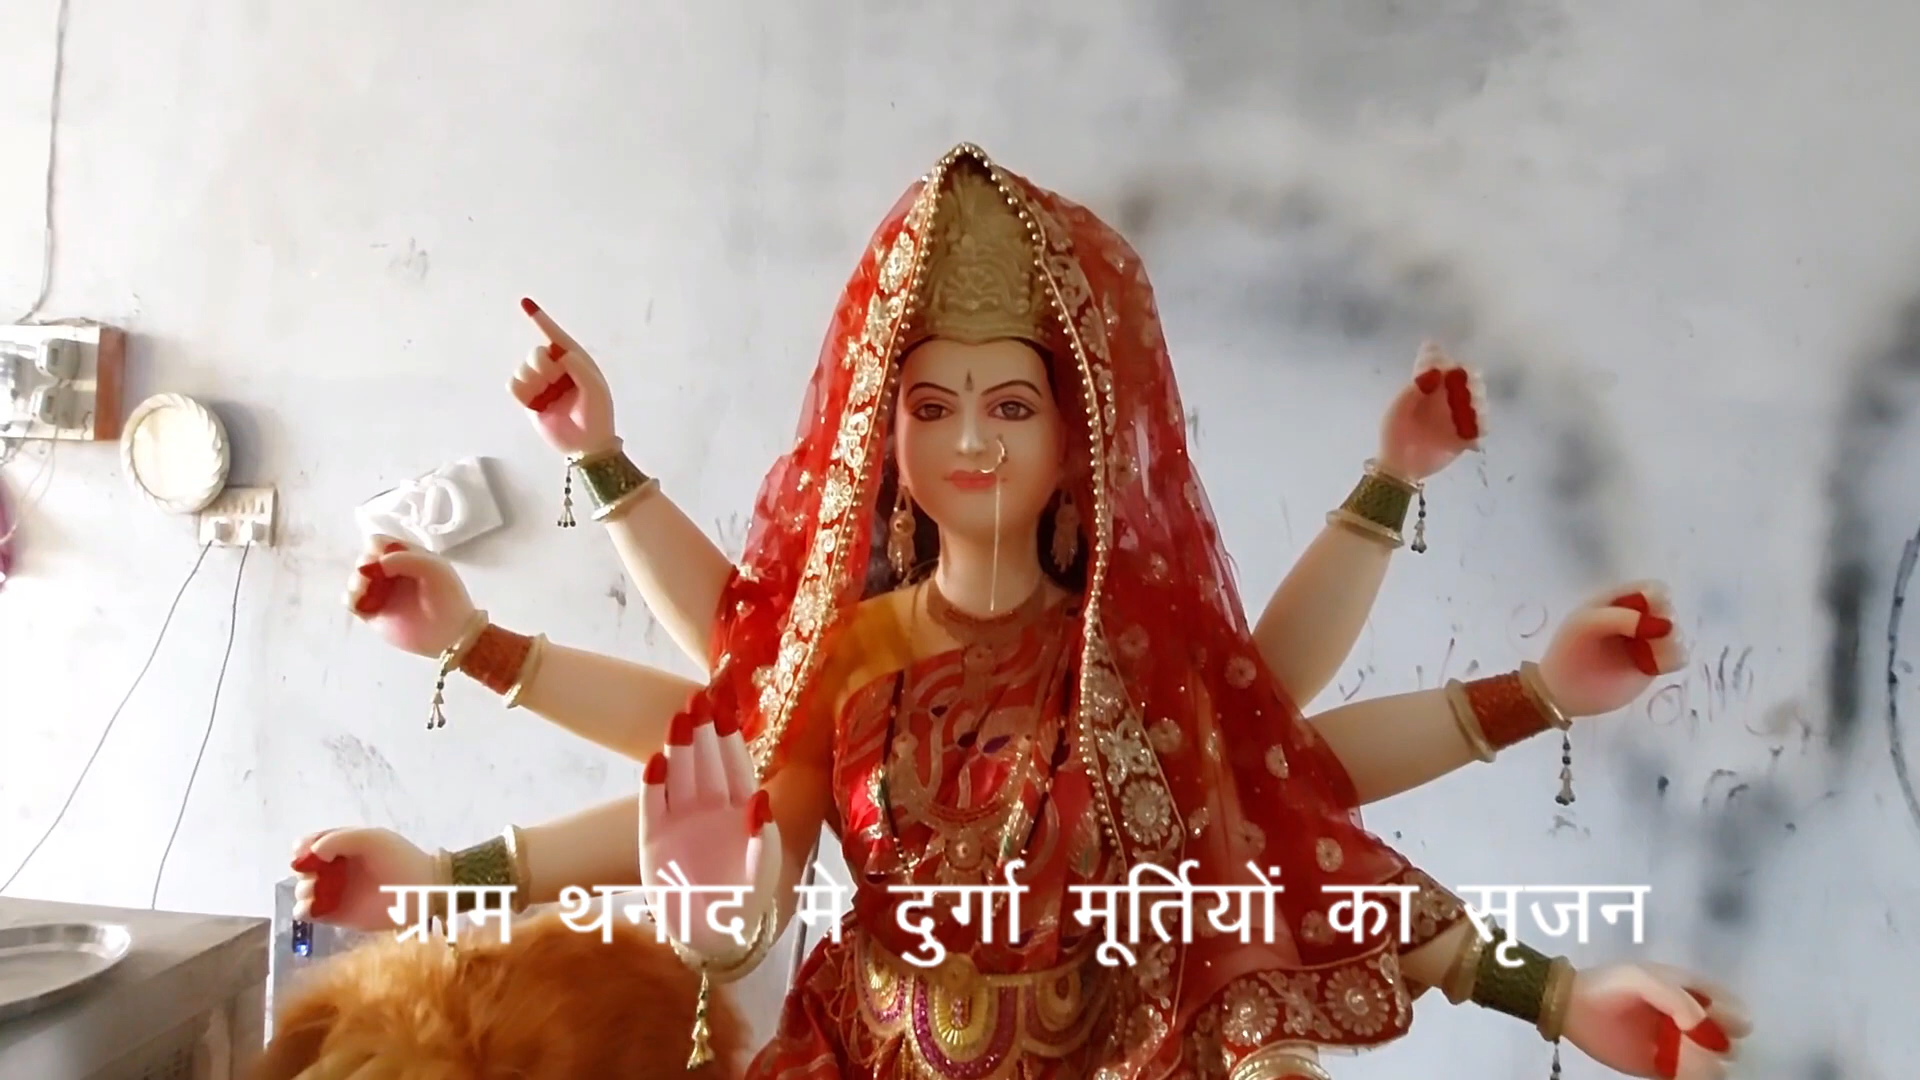 ग्राम थनौद मे दुर्गा मूर्तियों का सृजन